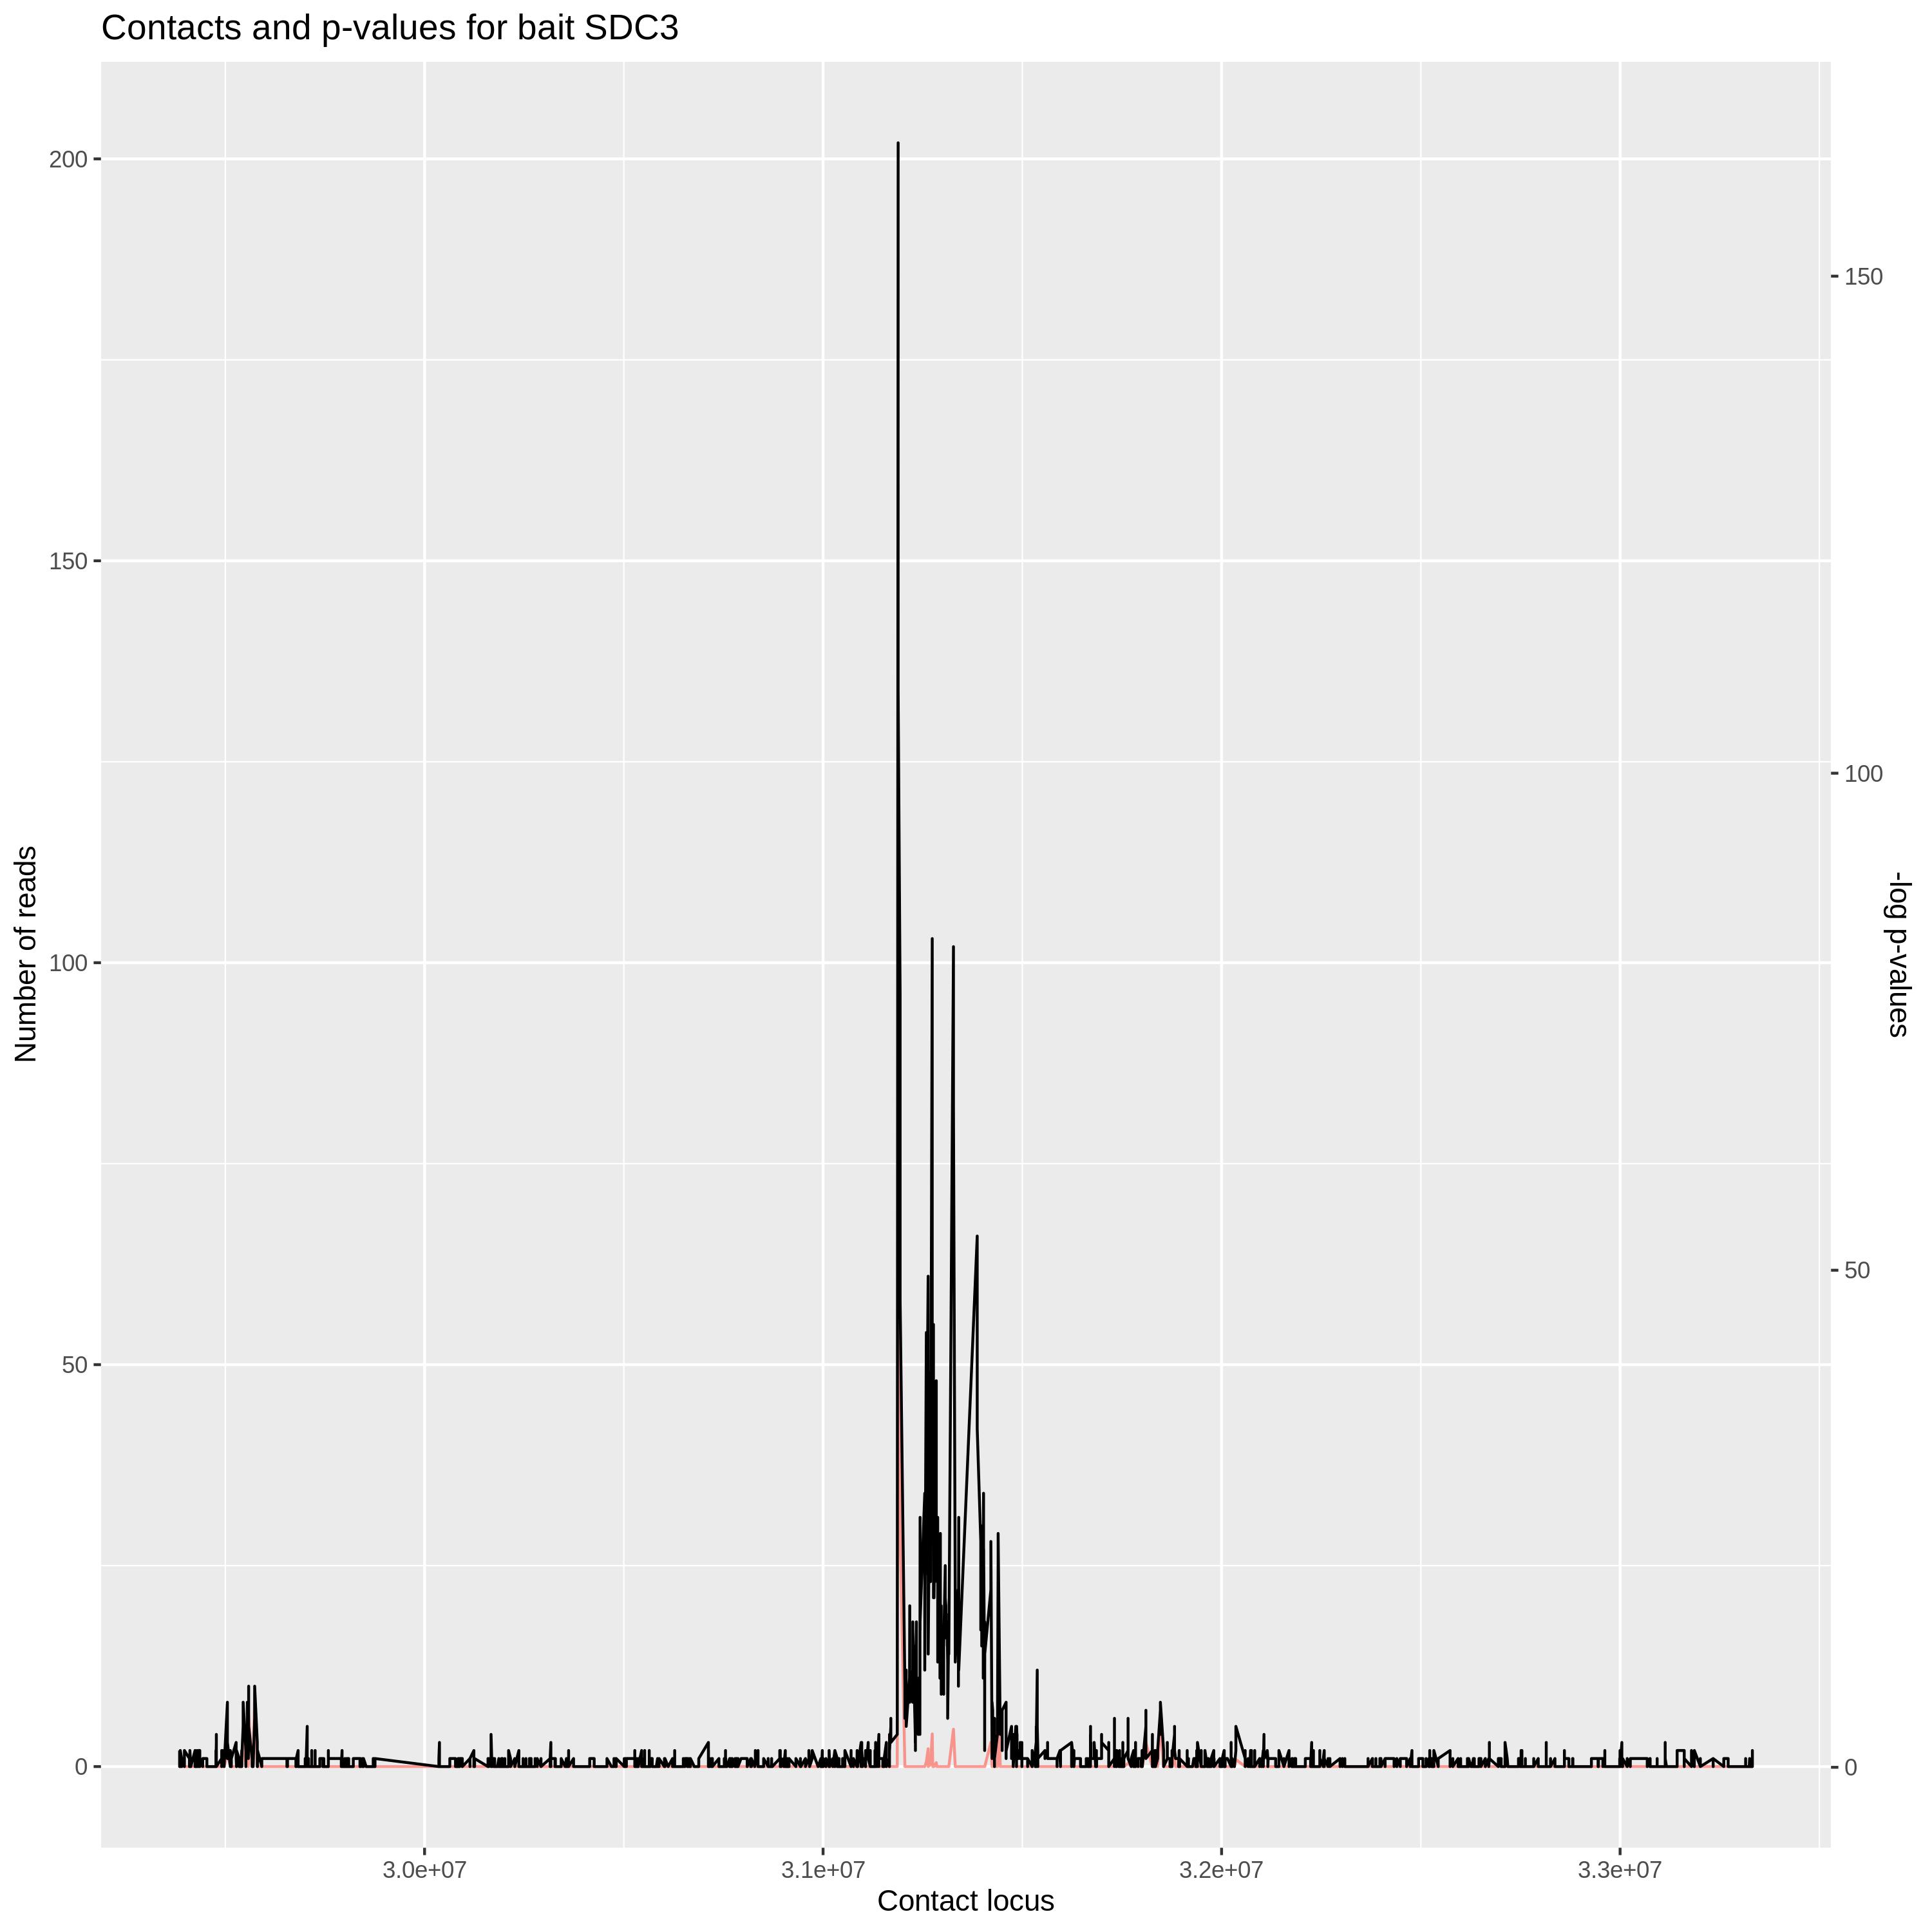 Contacts and p-values for bait SDC3
200
150
100
50
0
Number of reads
150
100
50
0
-log p-values
3.0e+07
3.1e+07
3.2e+07
3.3e+07
Contact locus